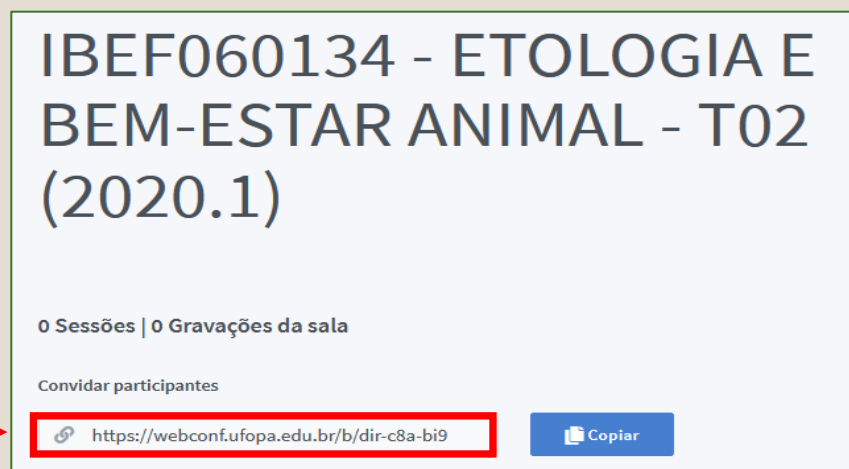 IBEF060134 - ETOLOGIA E
BEM-ESTAR ANIMAL - T02
(2020.1)
0 Sessões | 0 Gravações da sala
Convidar participantes
https://webconf.ufopa.edu.br/b/dir-c8a-bi9
Copiar